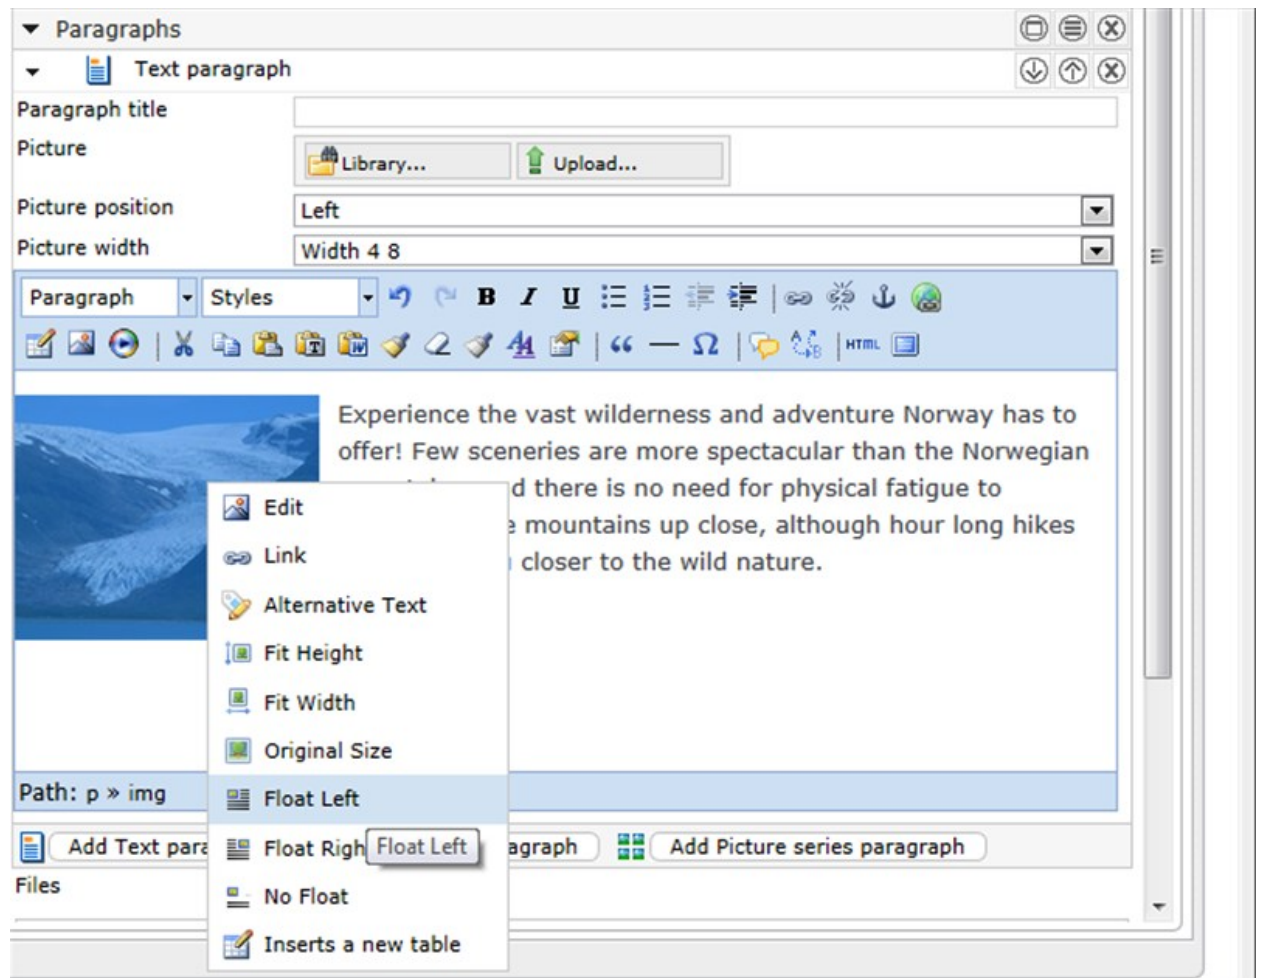 Paragraphs
Text paragraph
Paragraph title
Picture
Library...
Upload...
Picture position
Left
Picture width
Width 4 8
Paragraph
Styles
B I U
T W
A B
HTML
Experience the vast wilderness and adventure Norway has to
offer! Few sceneries are more spectacular than the Norwegian
there is no need for physical fatigue to
mountains up close, although hour long hikes
closer to the wild nature.
Edit
Link
Alternative Text
Fit Height
Fit Width
Original Size
Float Left
Float Righ
Float Left
No Float
Inserts a new table
Path: p » img
Add Text para
agraph
Add Picture series paragraph
Files